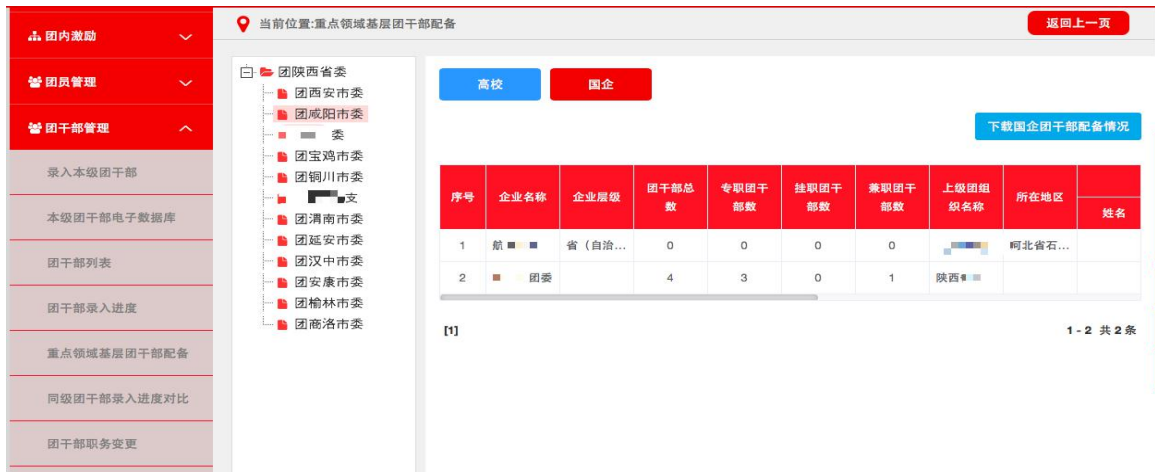 团内激励
团员管理
团干部管理
录入本级团干部
本级团干部电子数据库
团干部列表
团干部录入进度
重点领域基层团干部配备
同级团干部录入进度对比
团干部职务变更
当前位置:重点领域基层团干部配备
返回上一页
团陕西省委
团西安市委
团咸阳市委
委
团宝鸡市委
团铜川市委
支
团渭南市委
团延安市委
团汉中市委
团安康市委
团榆林市委
团商洛市委
高校 国企
下载国企团干部配备情况
序号 企业名称 企业层级 团干部总数 专职团干部数 挂职团干部数 兼职团干部数 上级团组织名称 所在地区 姓名
1 航 省（自治... 0 0 0 0 河北省石...
2 团委 4 3 0 1 陕西
[1]
1 - 2 共 2 条